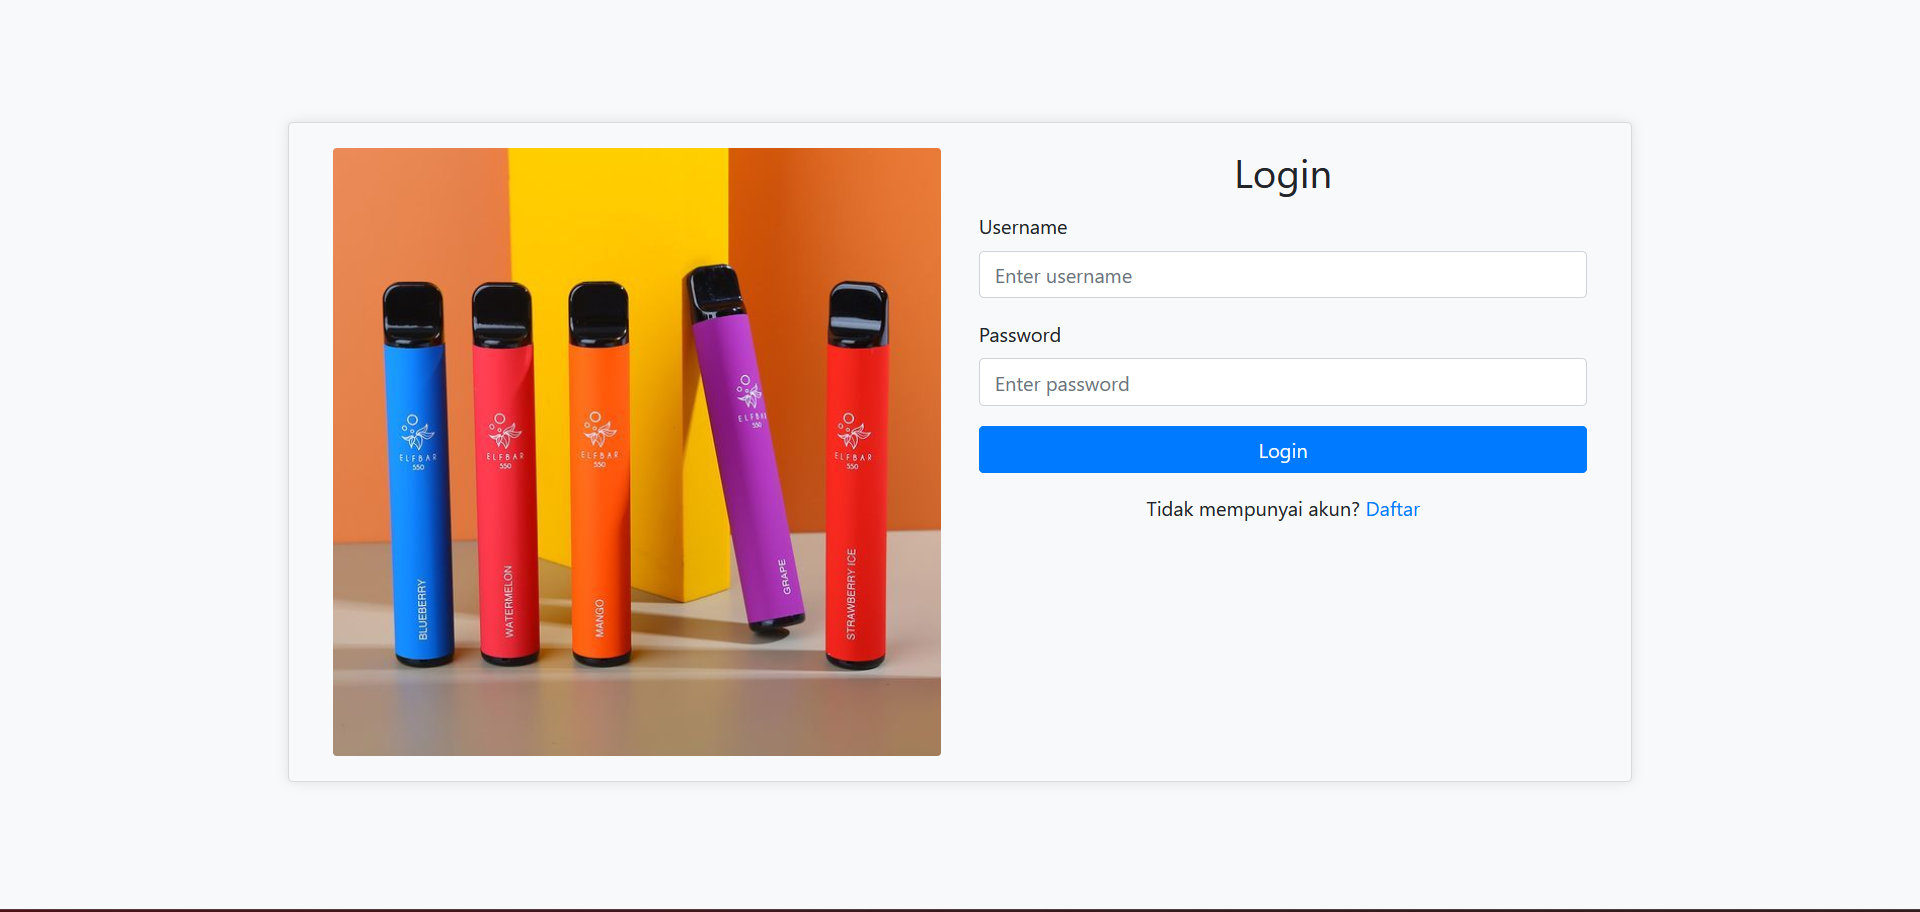 ELFBAR
550
BLUEBERRY
ELFBAR
550
WATERMELON
ELFBAR
550
MANGO
ELFBAR
550
GRAPE
ELFBAR
550
STRAWBERRY ICE
Login
Username
Enter username
Password
Enter password
Login
Tidak mempunyai akun? Daftar